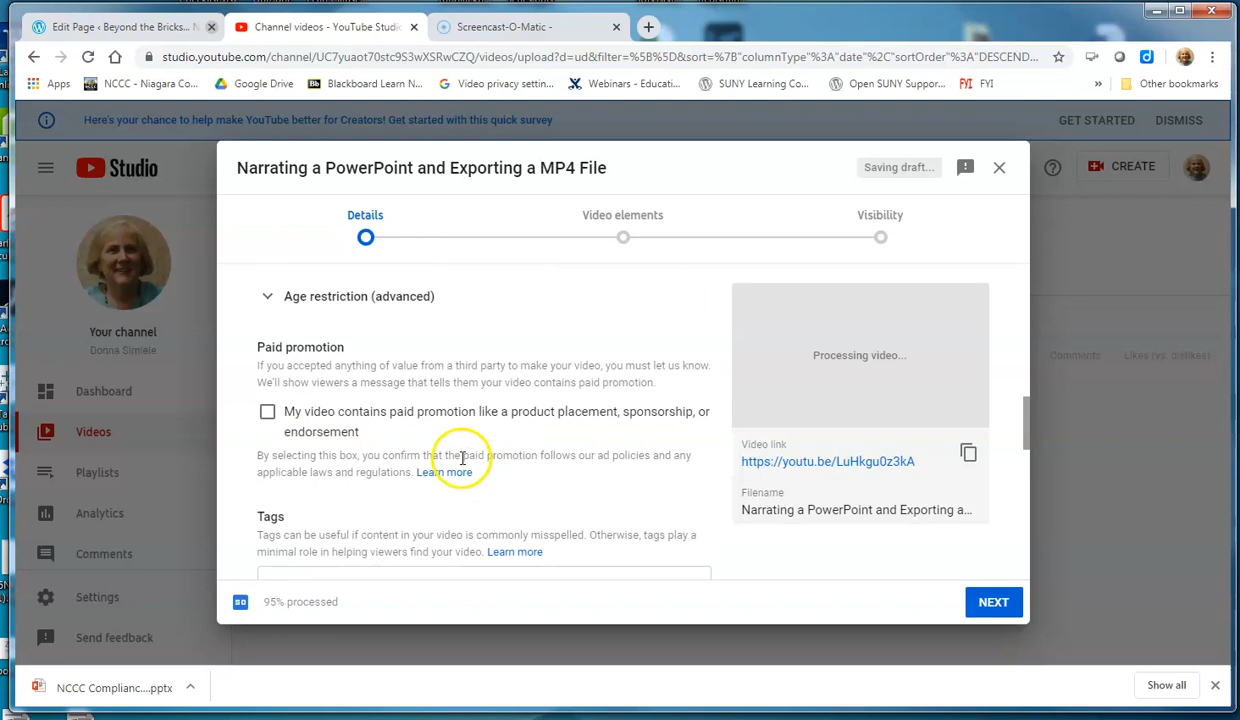 Edit Page ‹ Beyond the Bricks... N
Channel videos - YouTube Studi
Screencast-O-Matic -
studio.youtube.com/channel/UC7yuaot70stc9S3wXSRwCZQ/videos/upload?d=ud&filter=%5B%5D&sort=%7B"columnType"%3A"date"%2C"sortOrder"%3A"DESCEND...
Apps
NCCC - Niagara Co...
Google Drive
Bb
Blackboard Learn N...
Video privacy settin...
Webinars - Educati...
SUNY Learning Co...
Open SUNY Suppor...
FYI
FYI
»
Other bookmarks
Here's your chance to help make YouTube better for Creators! Get started with this quick survey
GET STARTED
DISMISS
Studio
CREATE
Narrating a PowerPoint and Exporting a MP4 File
Saving draft...
Details
Video elements
Visibility
Your channel
Donna Simiele
Dashboard
Videos
Playlists
Analytics
Comments
Settings
Send feedback
Age restriction (advanced)
Paid promotion
If you accepted anything of value from a third party to make your video, you must let us know.
We'll show viewers a message that tells them your video contains paid promotion.
My video contains paid promotion like a product placement, sponsorship, or
endorsement
By selecting this box, you confirm that the paid promotion follows our ad policies and any
applicable laws and regulations. Learn more
Tags
Tags can be useful if content in your video is commonly misspelled. Otherwise, tags play a
minimal role in helping viewers find your video. Learn more
Processing video...
Video link
https://youtu.be/LuHkgu0z3kA
Filename
Narrating a PowerPoint and Exporting a...
Comments
Likes (vs. dislikes)
SD
95% processed
NEXT
NCCC Complianc....pptx
Show all